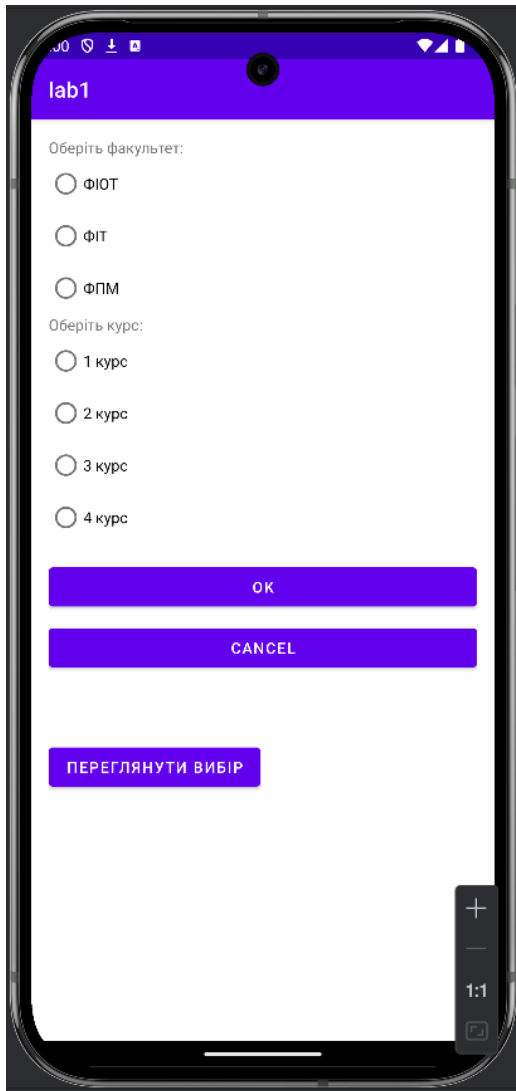 :00
lab1
Оберіть факультет:
ФІОТ
ФІТ
ФПМ
Оберіть курс:
1 курс
2 курс
3 курс
4 курс
OK
CANCEL
ПЕРЕГЛЯНУТИ ВИБІР
1:1